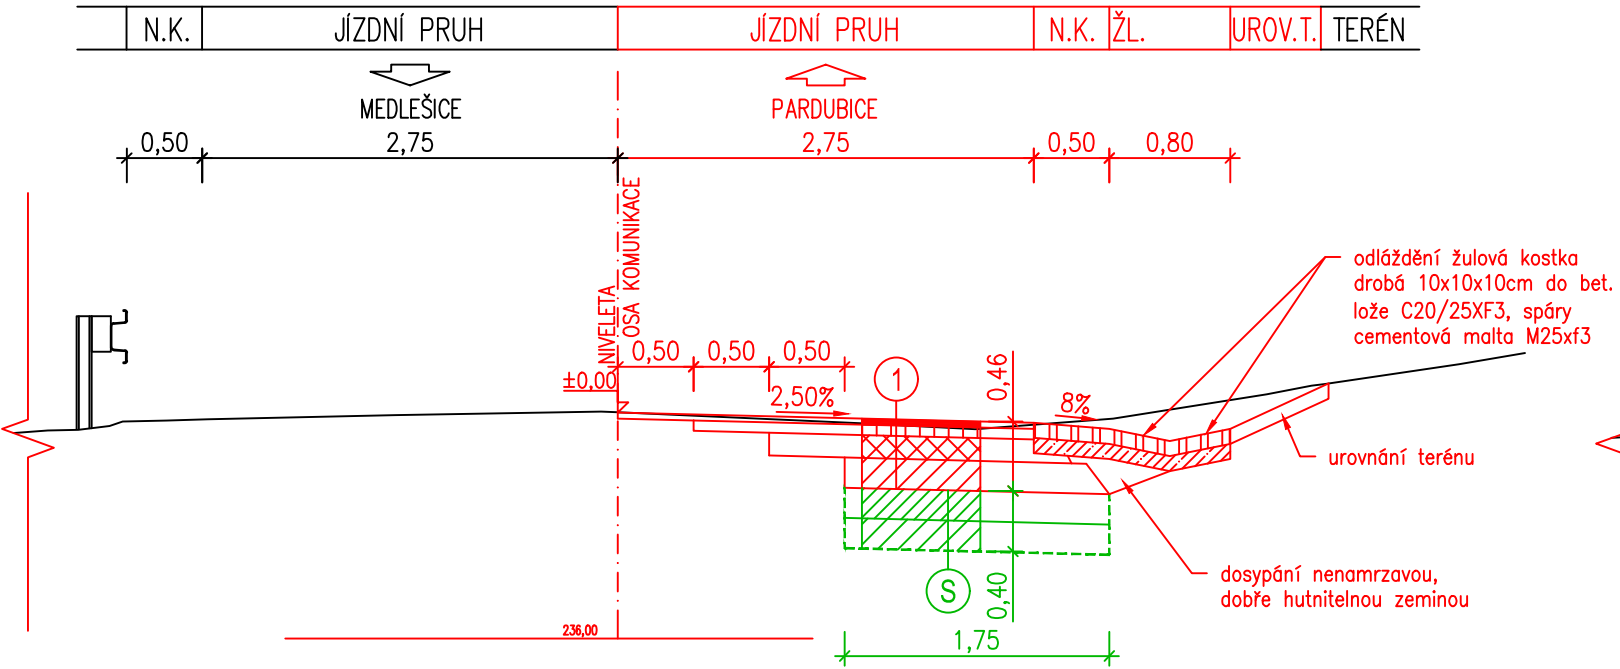 N.K. JÍZDNÍ PRUH JÍZDNÍ PRUH N.K. ŽL. UROV.T. TERÉN
MEDLEŠICE PARDUBICE
0,50 2,75 2,75 0,50 0,80
NIVELETA
OSA KOMUNIKACE
odláždění žulová kostka
drobá 10x10x10cm do bet.
lože C20/25XF3, spáry
cementová malta M25xf3
0,50 0,50 0,50
0,46
±0,00
1
2,50%
8%
urovnání terénu
S
0,40
dosypání nenamrzavou,
dobře hutnitelnou zeminou
236,00
1,75